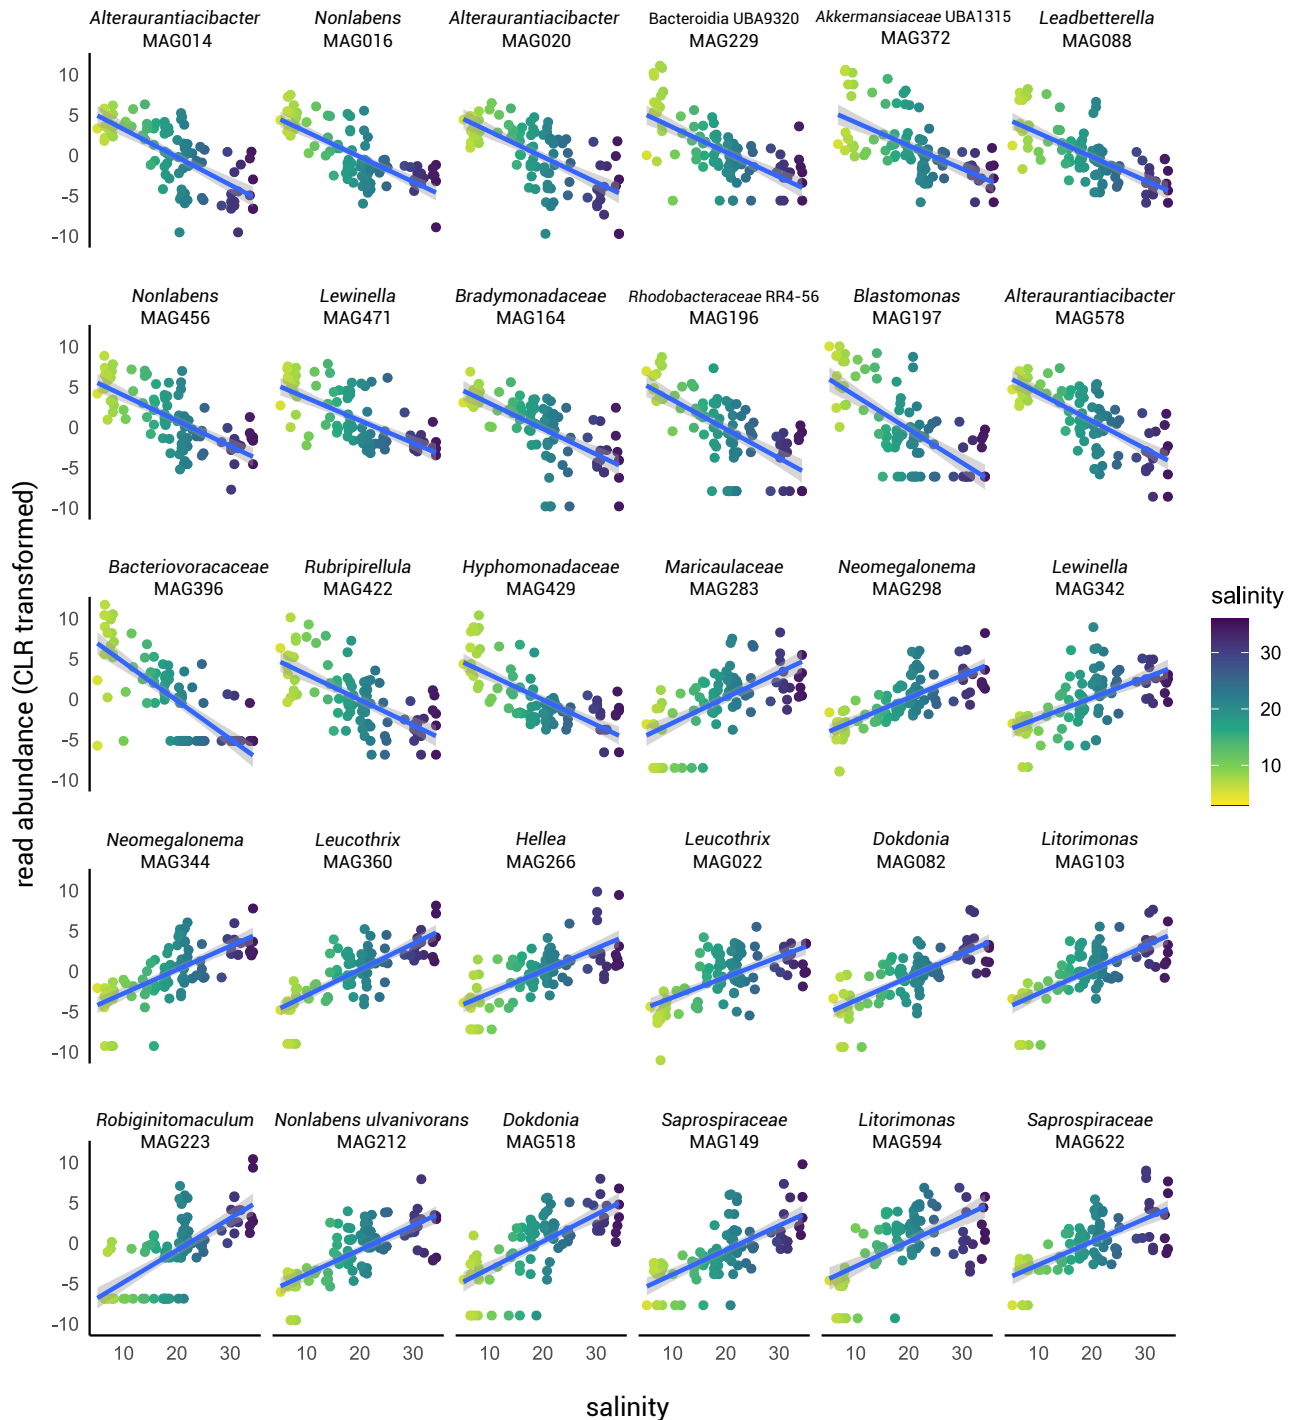 Alteraurantiacibacter
MAG014
Nonlabens
MAG016
Alteraurantiacibacter
MAG020
Bacteroidia UBA9320
MAG229
Akkermansiaceae UBA1315
MAG372
Leadbetterella
MAG088
10
5
0
-5
-10
Nonlabens
MAG456
Lewinella
MAG471
Bradymonadaceae
MAG164
Rhodobacteraceae RR4-56
MAG196
Blastomonas
MAG197
Alteraurantiacibacter
MAG578
10
5
0
-5
-10
Bacteriovoracaceae
MAG396
Rubripirellula
MAG422
Hyphomonadaceae
MAG429
Maricaulaceae
MAG283
Neomegalonema
MAG298
Lewinella
MAG342
10
5
0
-5
-10
Neomegalonema
MAG344
Leucothrix
MAG360
Hellea
MAG266
Leucothrix
MAG022
Dokdonia
MAG082
Litorimonas
MAG103
10
5
0
-5
-10
Robiginitomaculum
MAG223
Nonlabens ulvanivorans
MAG212
Dokdonia
MAG518
Saprospiraceae
MAG149
Litorimonas
MAG594
Saprospiraceae
MAG622
10
5
0
-5
-10
10 20 30
10 20 30
10 20 30
10 20 30
10 20 30
10 20 30
salinity
read abundance (CLR transformed)
salinity
30
20
10